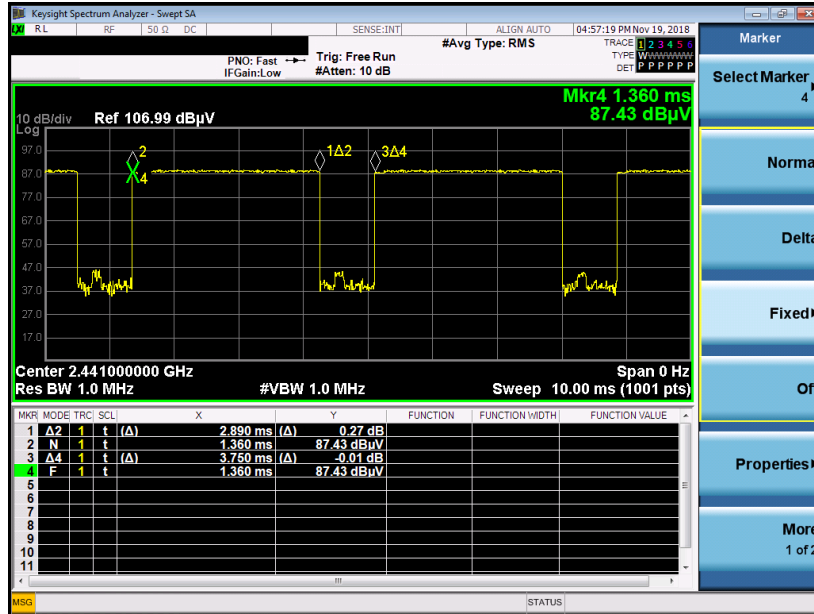 Keysight Spectrum Analyzer - Swept SA
LXI RL RF 50 Ω DC SENSE:INT ALIGN AUTO 04:57:19 PM Nov 19, 2018
#Avg Type: RMS TRACE 1 2 3 4 5 6
PNO: Fast Trig: Free Run TYPE WWWWWW
IFGain:Low #Atten: 10 dB DET P P P P P P
Marker
Select Marker
4
Mkr4 1.360 ms
10 dB/div Ref 106.99 dBµV 87.43 dBµV
Log
97.0
87.0
77.0
67.0
57.0
47.0
37.0
27.0
17.0
2
4
1Δ2
3Δ4
Center 2.441000000 GHz Span 0 Hz
Res BW 1.0 MHz #VBW 1.0 MHz Sweep 10.00 ms (1001 pts)
MKR MODE TRC SCL X Y FUNCTION FUNCTION WIDTH FUNCTION VALUE
1 Δ2 1 t (Δ) 2.890 ms (Δ) 0.27 dB
2 N 1 t 1.360 ms 87.43 dBµV
3 Δ4 1 t (Δ) 3.750 ms (Δ) -0.01 dB
4 F 1 t 1.360 ms 87.43 dBµV
5
6
7
8
9
10
11
Norma
Delta
Fixed
Of
Properties
More
1 of 2
MSG STATUS